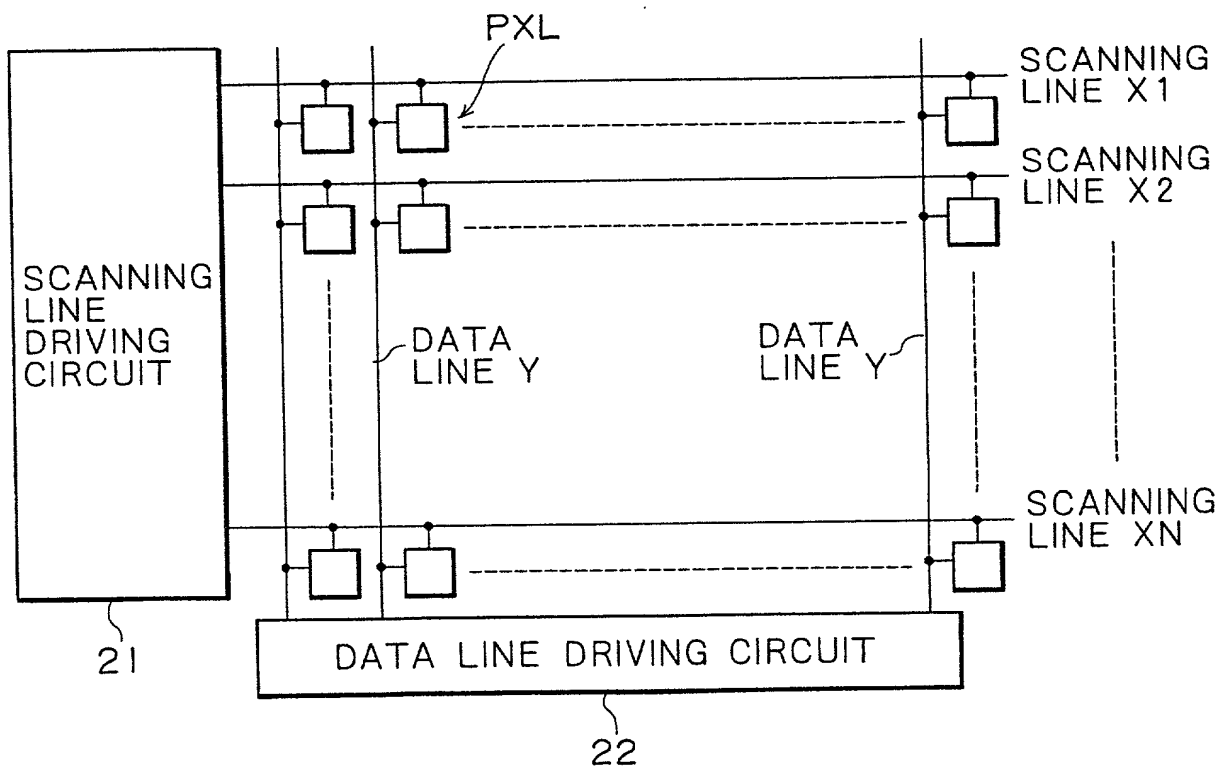 PXL
SCANNING
LINE X1
SCANNING
LINE X2
SCANNING
LINE
DRIVING
CIRCUIT
DATA
LINE Y
DATA
LINE Y
SCANNING
LINE XN
DATA LINE DRIVING CIRCUIT
21
22